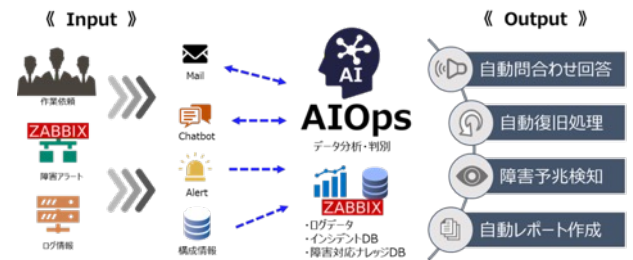 《 Input 》
作業依頼
ZABBIX
障害アラート
ログ情報
Mail
Chatbot
Alert
構成情報
AI
AIOps
データ分析・判別
ZABBIX
・ログデータ
・インシデントDB
・障害対応ナレッジDB
《 Output 》
自動問合わせ回答
自動復旧処理
障害予兆検知
自動レポート作成